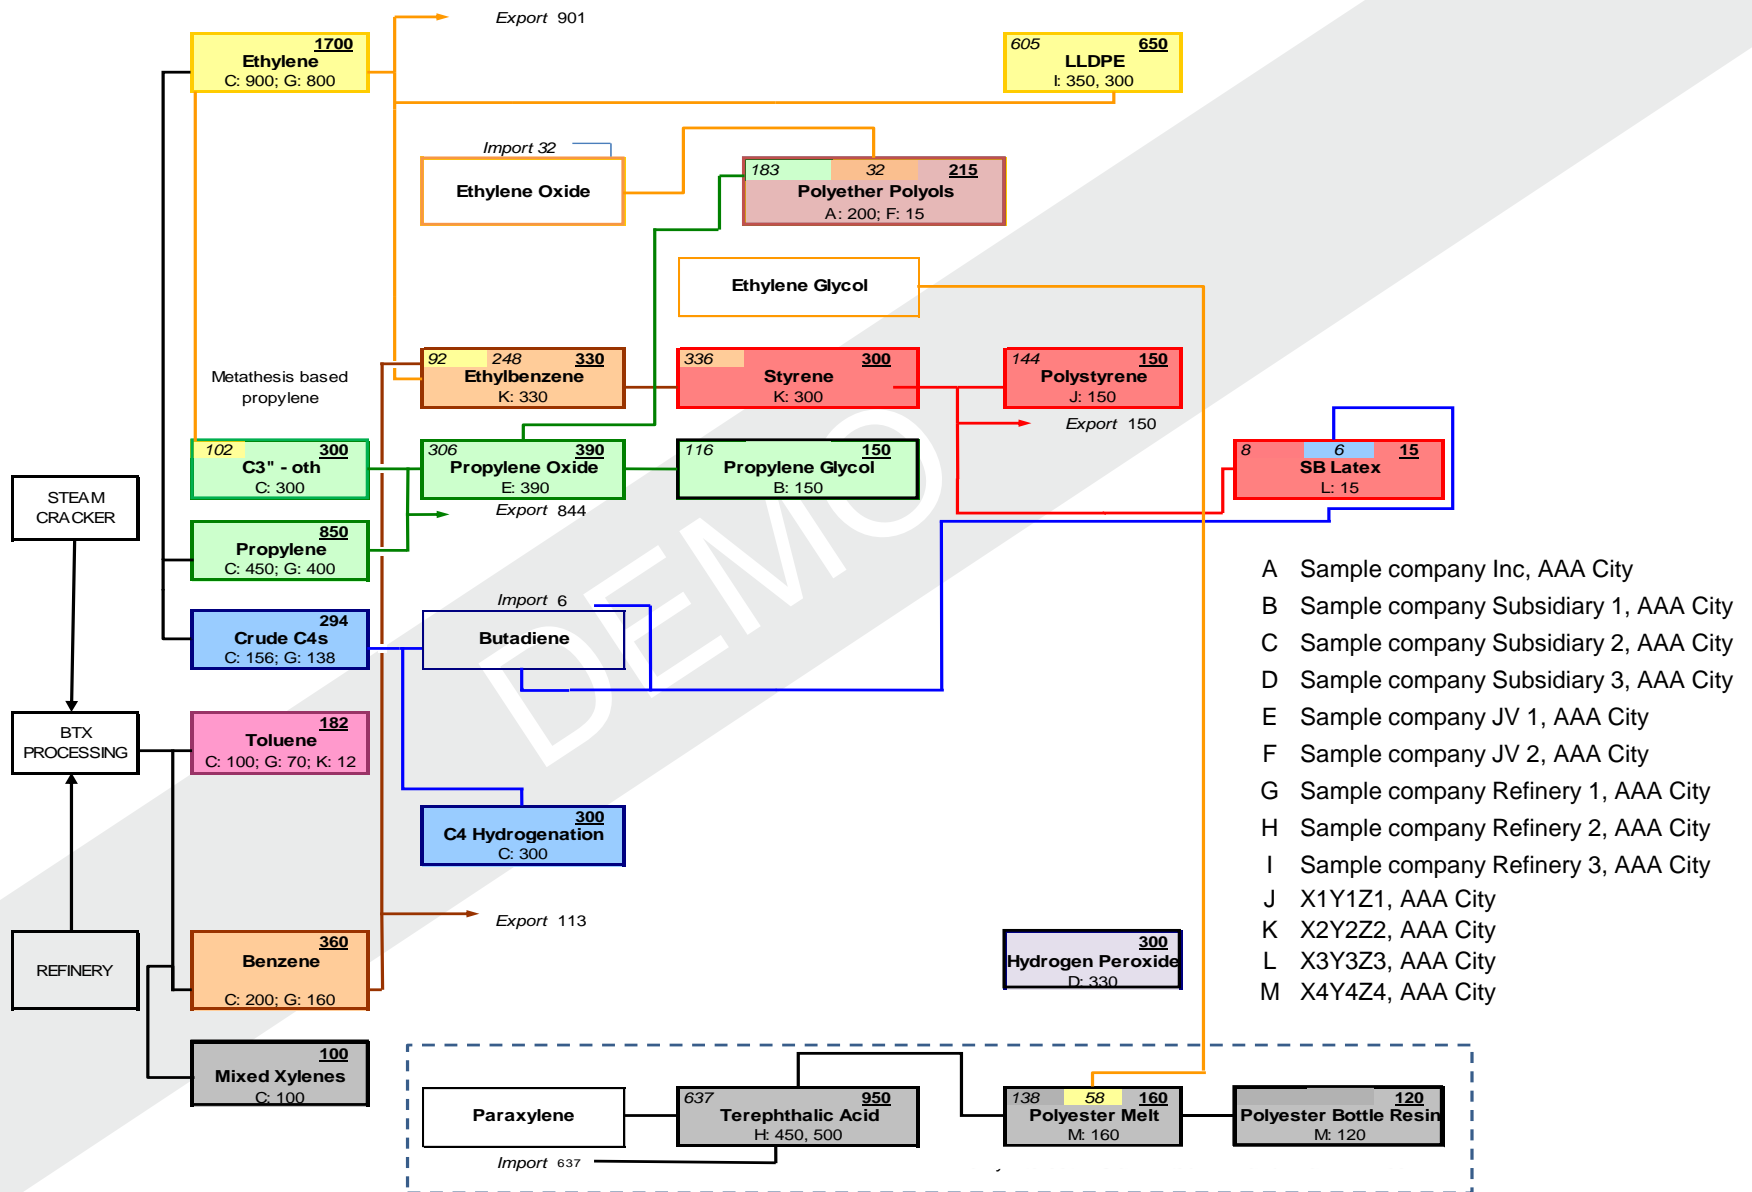 Export 901
1700
Ethylene
C: 900; G: 800
605 650
LLDPE
I: 350, 300
Import 32
Ethylene Oxide
183 32 215
Polyether Polyols
A: 200; F: 15
Ethylene Glycol
Metathesis based
propylene
92 248 330
Ethylbenzene
K: 330
336 300
Styrene
K: 300
144 150
Polystyrene
J: 150
Export 150
102 300
C3" - oth
C: 300
306 390
Propylene Oxide
E: 390
116 150
Propylene Glycol
B: 150
8 6 15
SB Latex
L: 15
Export 844
STEAM
CRACKER
850
Propylene
C: 450; G: 400
Import 6
294
Crude C4s
C: 156; G: 138
Butadiene
BTX
PROCESSING
182
Toluene
C: 100; G: 70; K: 12
300
C4 Hydrogenation
C: 300
Export 113
REFINERY
360
Benzene
C: 200; G: 160
300
Hydrogen Peroxide
D: 330
100
Mixed Xylenes
C: 100
Paraxylene
637 950
Terephthalic Acid
H: 450, 500
138 58 160
Polyester Melt
M: 160
120
Polyester Bottle Resin
M: 120
Import 637
A Sample company Inc, AAA City
B Sample company Subsidiary 1, AAA City
C Sample company Subsidiary 2, AAA City
D Sample company Subsidiary 3, AAA City
E Sample company JV 1, AAA City
F Sample company JV 2, AAA City
G Sample company Refinery 1, AAA City
H Sample company Refinery 2, AAA City
I Sample company Refinery 3, AAA City
J X1Y1Z1, AAA City
K X2Y2Z2, AAA City
L X3Y3Z3, AAA City
M X4Y4Z4, AAA City
DEMO